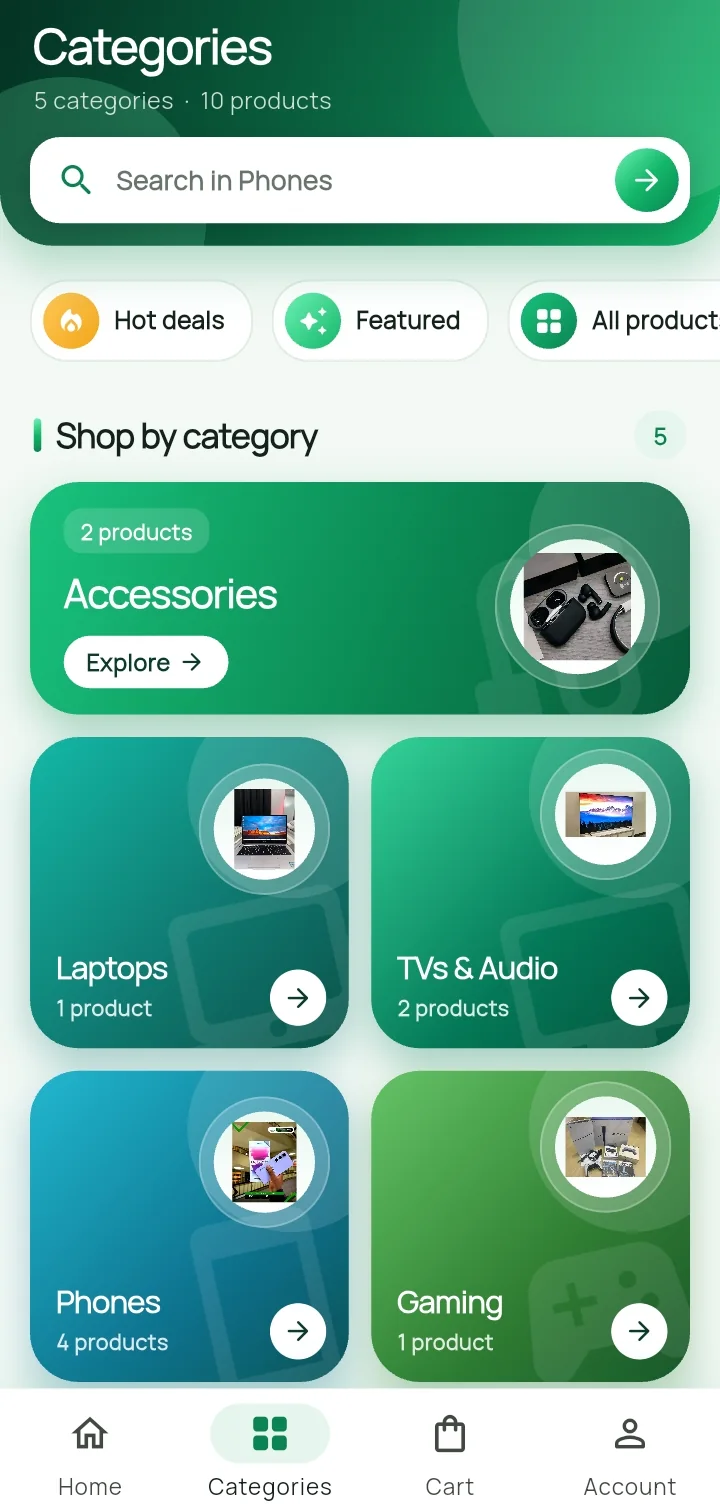 Categories
5 categories · 10 products
Search in Phones
Hot deals
Featured
All product
Shop by category
5
2 products
Accessories
Explore
Laptops
1 product
TVs & Audio
2 products
Phones
4 products
Gaming
1 product
Home
Categories
Cart
Account